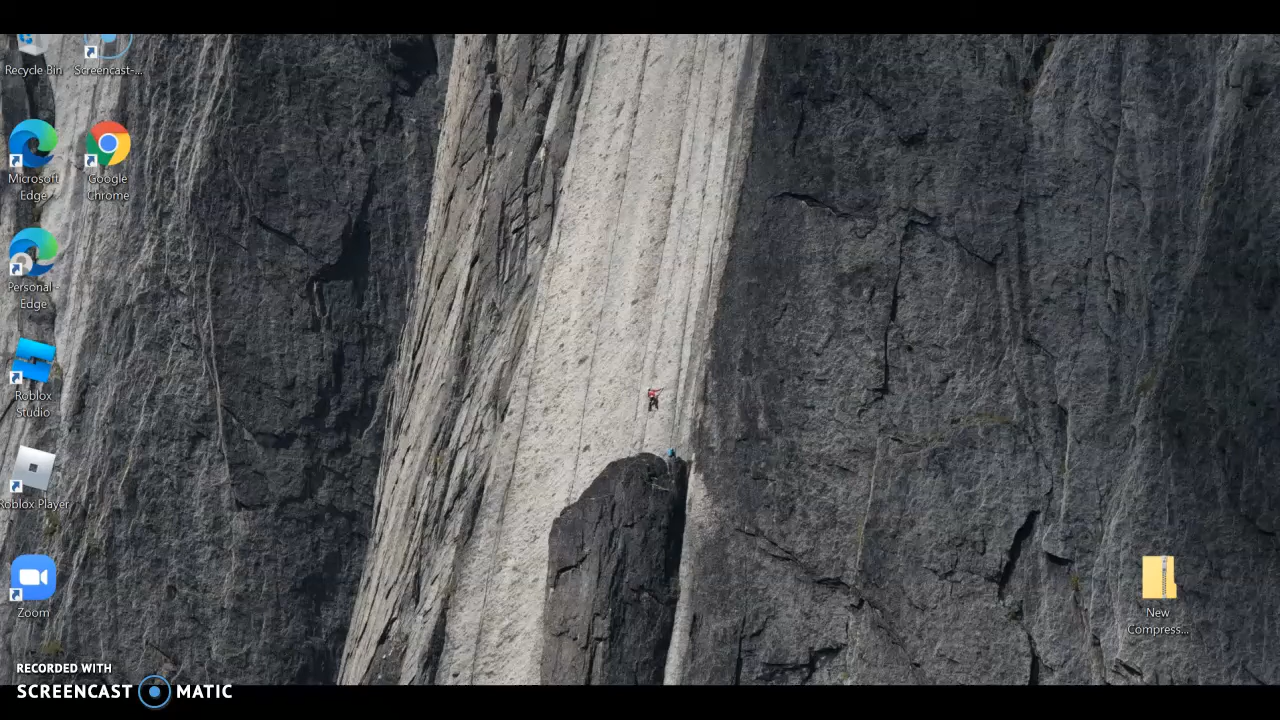 Recycle Bin
Screencast-...
Microsoft
Edge
Google
Chrome
Personal -
Edge
Roblox
Studio
Roblox Player
Zoom
New
Compress...
RECORDED WITH
SCREENCAST MATIC